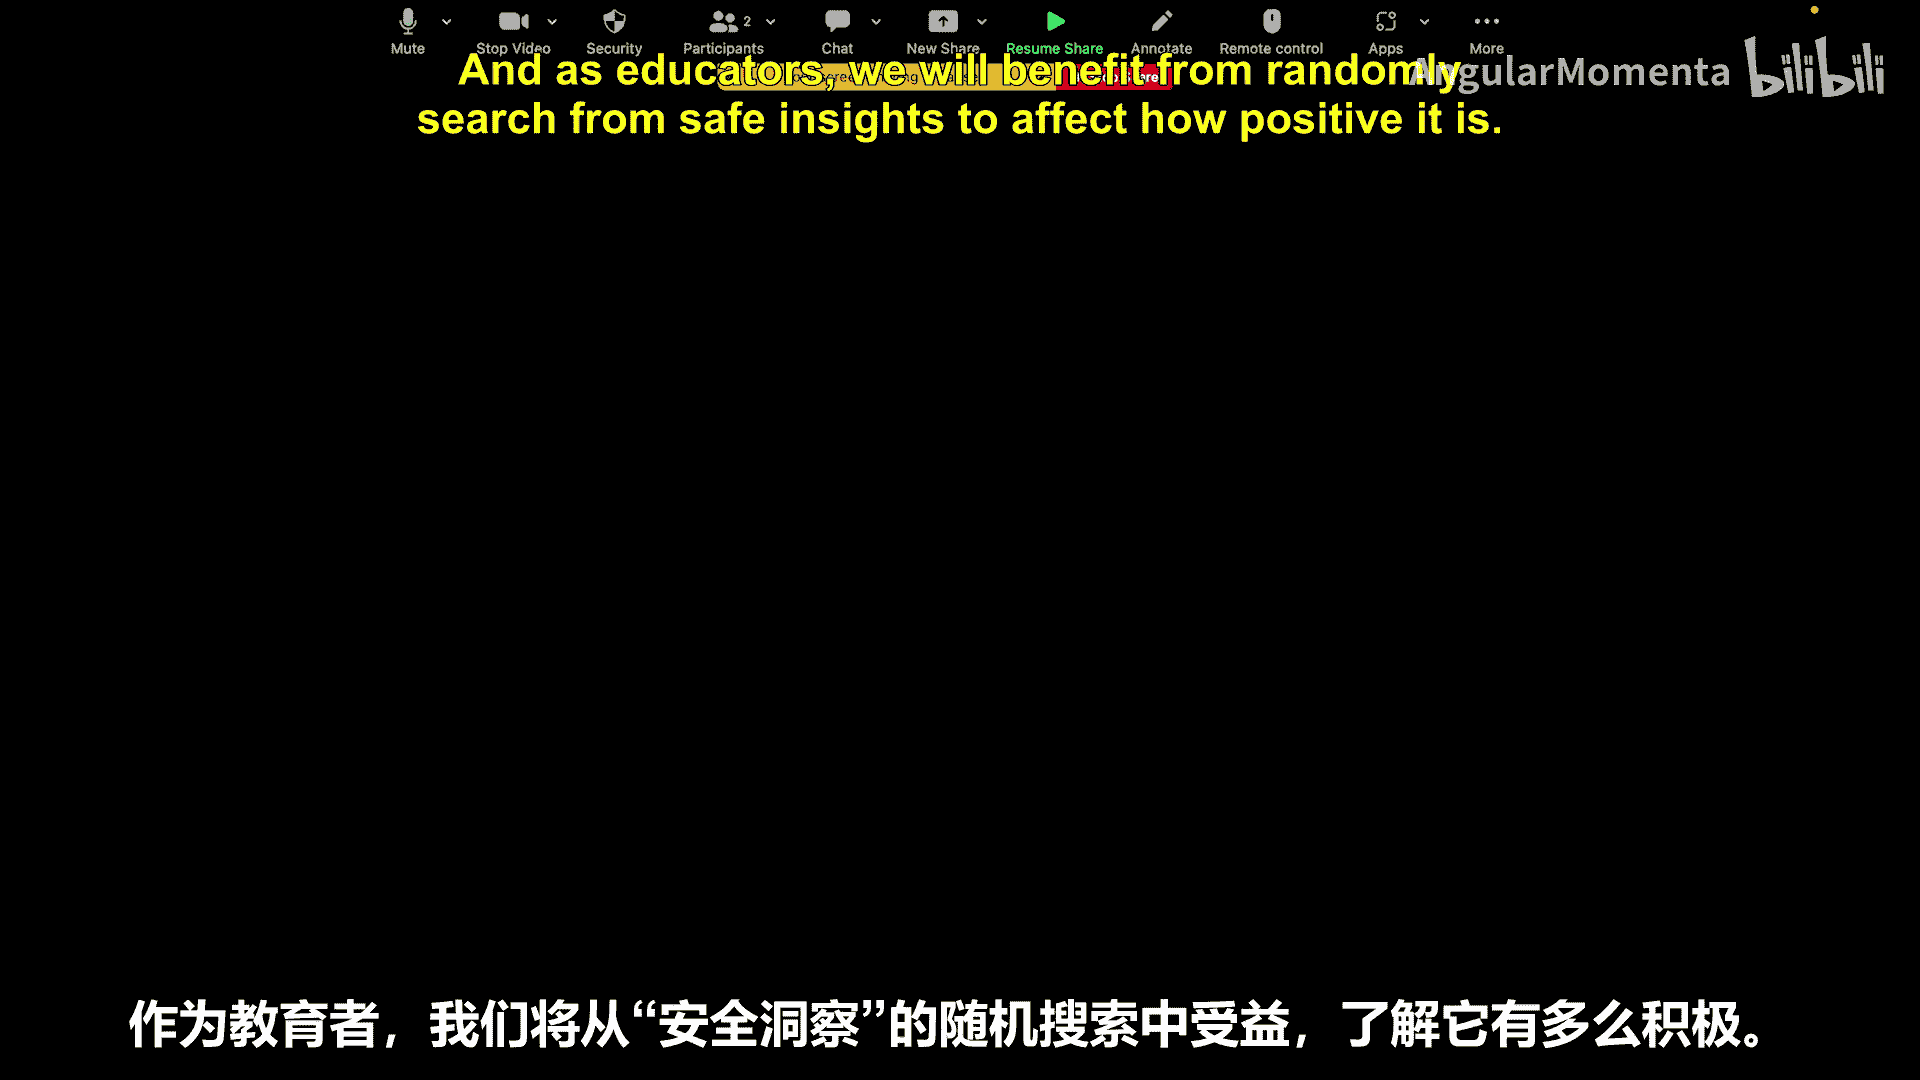 Mute
Stop Video
Security
2
Participants
Chat
New Share
Resume Share
Annotate
Remote control
Apps
More
And as educators, we will benefit from randomly
search from safe insights to affect how positive it is.
AngularMomenta bilibili
作为教育者，我们将从“安全洞察”的随机搜索中受益，了解它有多么积极。